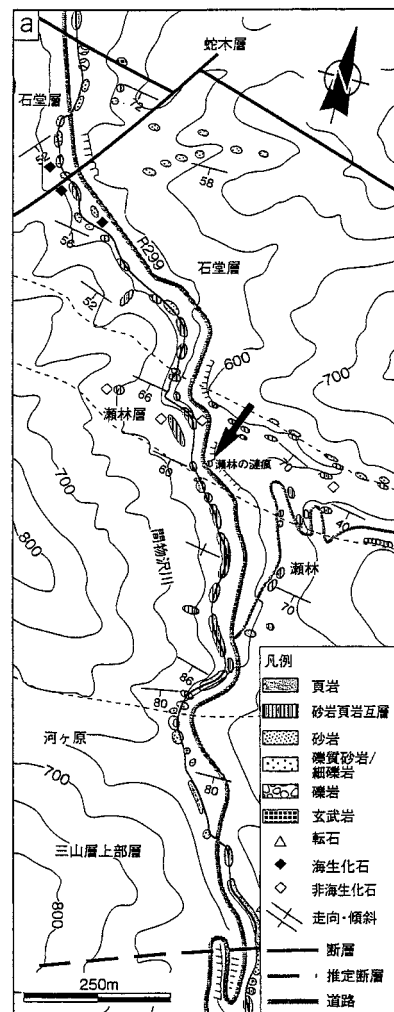 a
蛇木層
石堂層
N
72
52
58
54
R299
石堂層
52
600
700
66
瀬林層
瀬林の漣痕
70
60
700
40
800
間物沢川
瀬林
70
86
80
河ヶ原
700
80
三山層上部層
800
250m
凡例
頁岩
砂岩頁岩互層
砂岩
礫質砂岩/
細礫岩
礫岩
玄武岩
転石
海生化石
非海生化石
走向・傾斜
断層
推定断層
道路